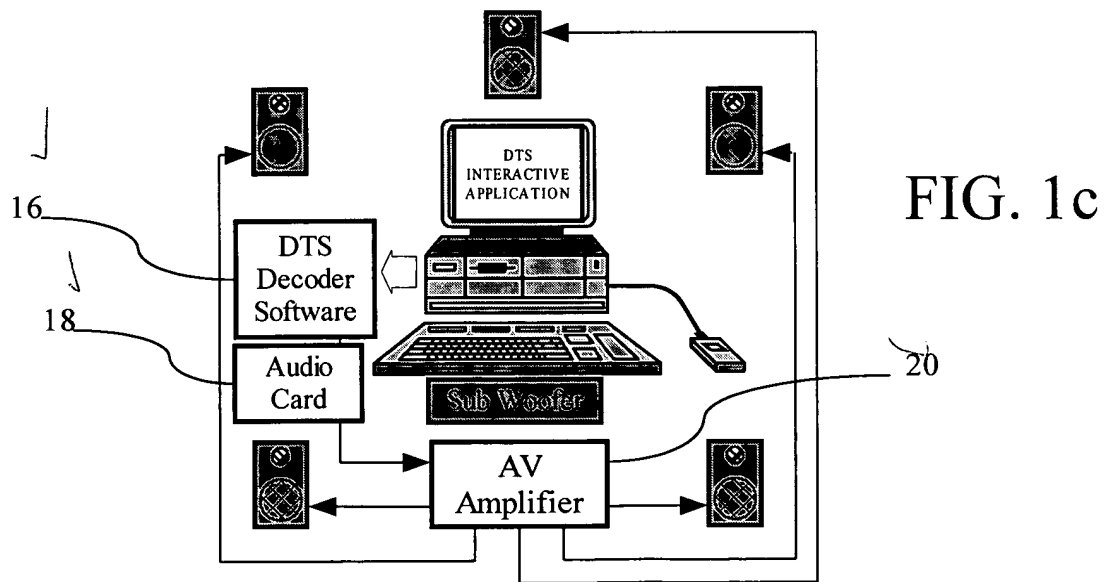 DTS
INTERACTIVE
APPLICATION
FIG. 1c
16
DTS
Decoder
Software
18
Audio
Card
Sub Woofer
20
AV
Amplifier